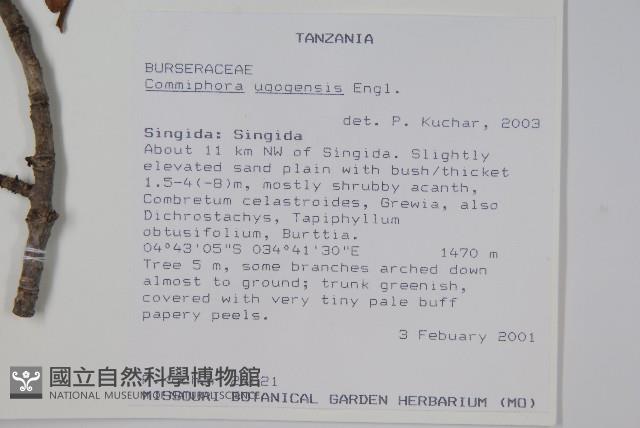 TANZANIA
BURSERACEAE
Commiphora ugogensis Engl.
det. P. Kuchar, 2003
Singida: Singida
About 11 km NW of Singida. Slightly
elevated sand plain with bush/thicket
1.5-4(-8)m, mostly shrubby acanth,
Combretum celastroides, Grewia, also
Dichrostachys, Tapiphyllum
obtusifolium, Burttia.
04°43'05"S 034°41'30"E 1470 m
Tree 5 m, some branches arched down
almost to ground; trunk greenish,
covered with very tiny pale buff
papery peels.
3 Febuary 2001
國立自然科學博物館
NATIONAL MUSEUM OF NATURAL SCIENCE
MISSOURI BOTANICAL GARDEN HERBARIUM (MO)